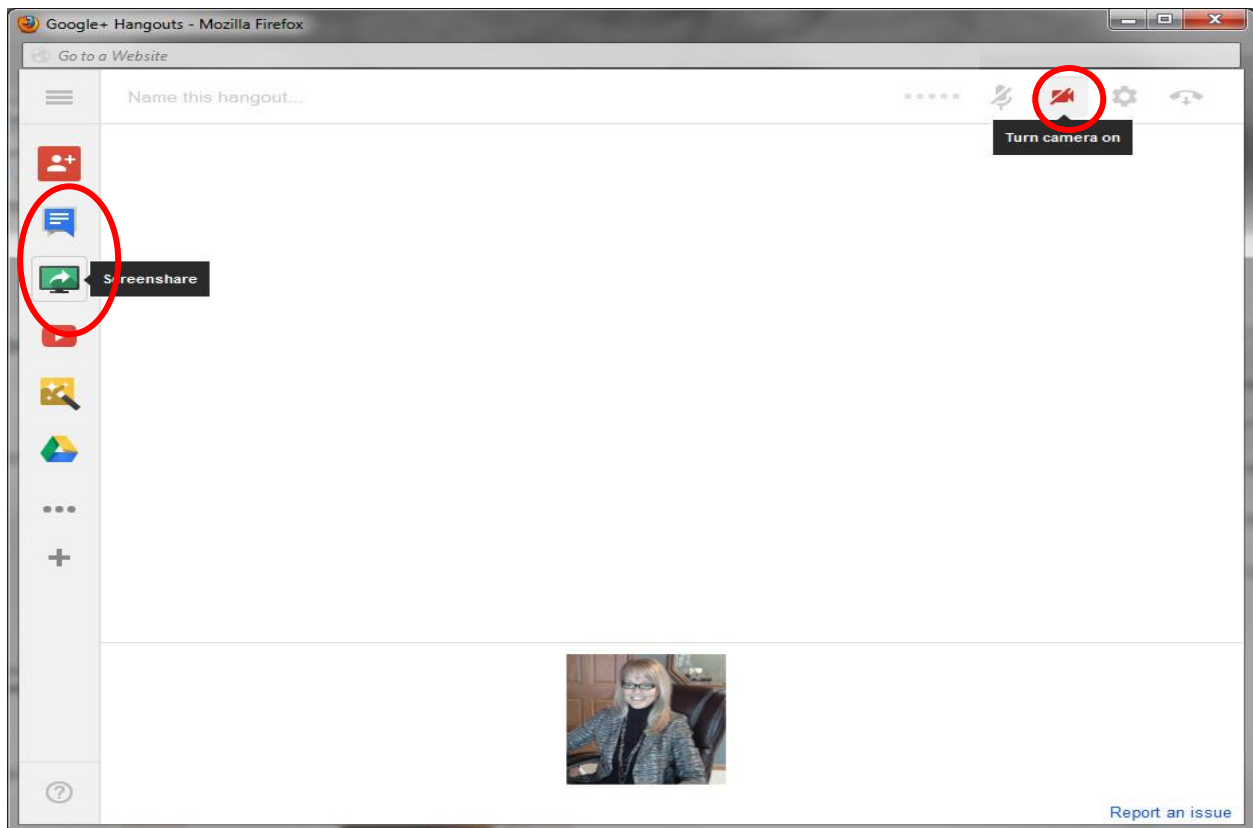 Google+ Hangouts - Mozilla Firefox
Go to a Website
Name this hangout...
Turn camera on
Screenshare
Report an issue